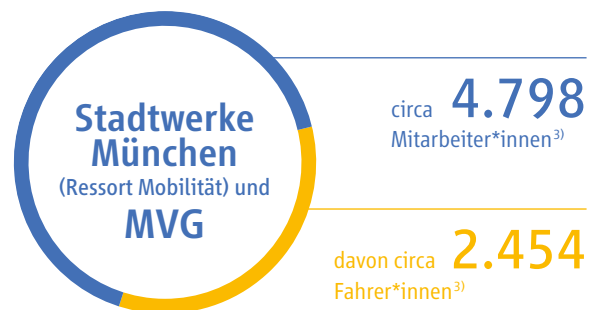 Stadtwerke
München
(Ressort Mobilität) und
MVG
circa 4.798
Mitarbeiter*innen³⁾
davon circa 2.454
Fahrer*innen³⁾